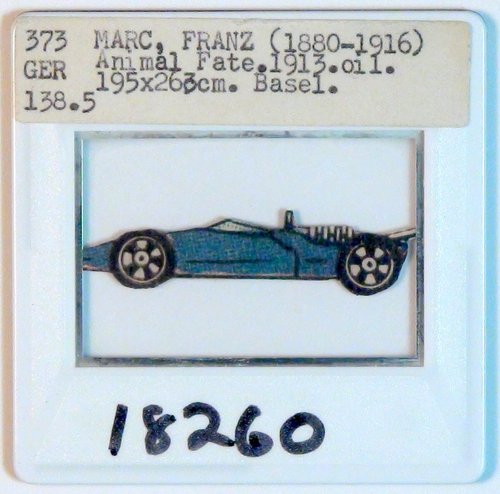 373 MARC, FRANZ (1880-1916)
GER Animal Fate.1913.oil.
138.5 195x263cm. Basel.
18260